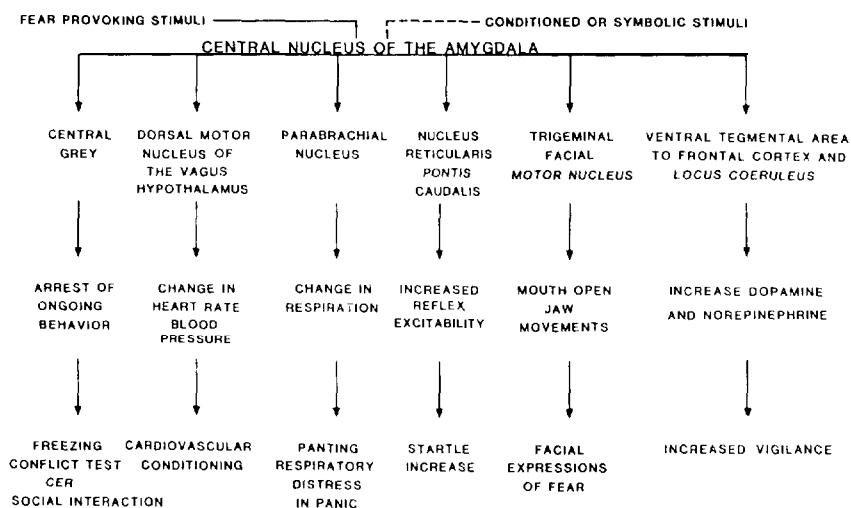 FEAR PROVOKING STIMULI
CONDITIONED OR SYMBOLIC STIMULI
CENTRAL NUCLEUS OF THE AMYGDALA
CENTRAL
GREY
DORSAL MOTOR
NUCLEUS OF
THE VAGUS
HYPOTHALAMUS
PARABRACHIAL
NUCLEUS
NUCLEUS
RETICULARIS
PONTIS
CAUDALIS
TRIGEMINAL
FACIAL
MOTOR NUCLEUS
VENTRAL TEGMENTAL AREA
TO FRONTAL CORTEX AND
LOCUS COERULEUS
ARREST OF
ONGOING
BEHAVIOR
CHANGE IN
HEART RATE
BLOOD
PRESSURE
CHANGE IN
RESPIRATION
INCREASED
REFLEX
EXCITABILITY
MOUTH OPEN
JAW
MOVEMENTS
INCREASE DOPAMINE
AND NOREPINEPHRINE
FREEZING
CONFLICT TEST
CER
SOCIAL INTERACTION
CARDIOVASCULAR
CONDITIONING
PANTING
RESPIRATORY
DISTRESS
IN PANIC
STARTLE
INCREASE
FACIAL
EXPRESSIONS
OF FEAR
INCREASED VIGILANCE